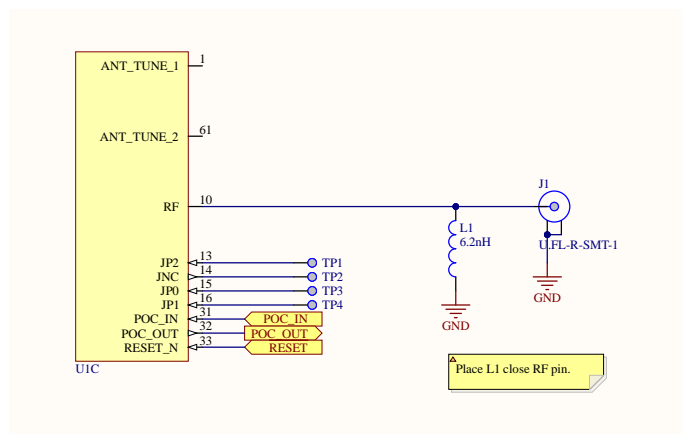 ANT_TUNE_1 1
ANT_TUNE_2 61
RF 10
J1
L1
6.2nH
U.FL-R-SMT-1
JP2 13 TP1
JNC 14 TP2
JP0 15 TP3
JP1 16 TP4
POC_IN 31 POC_IN
POC_OUT 32 POC_OUT
RESET_N 33 RESET
U1C
GND
GND
Place L1 close RF pin.